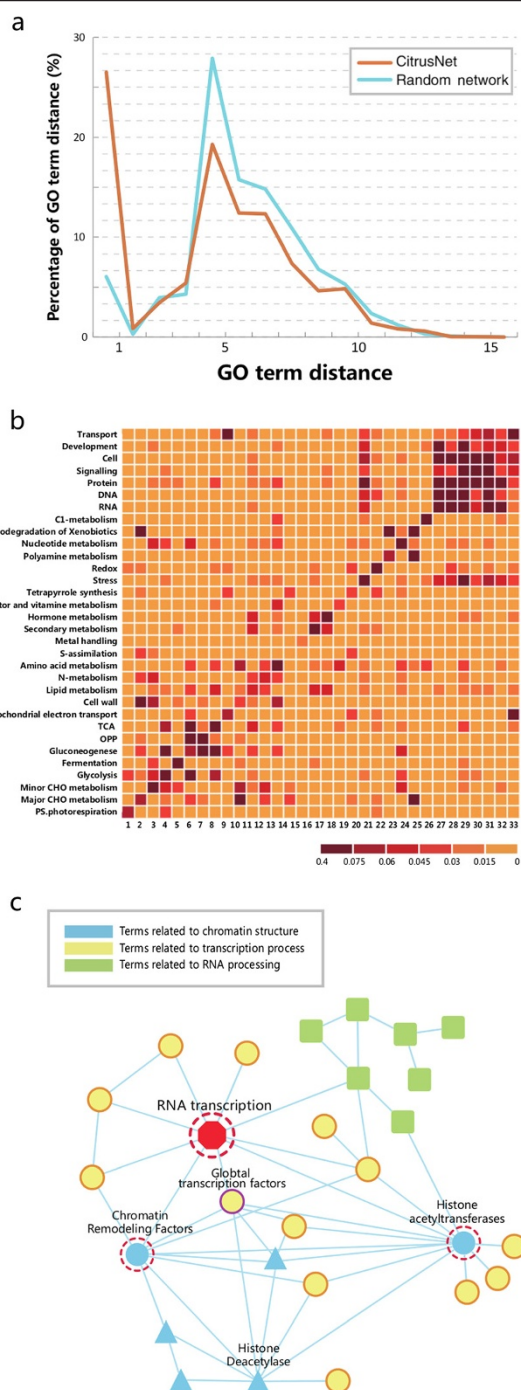 a
30
20
10
0
Percentage of GO term distance (%)
CitrusNet
Random network
1 5 10 15
GO term distance
b
Transport
Development
Cell
Signalling
Protein
DNA
RNA
C1-metabolism
odegradation of Xenobiotics
Nucleotide metabolism
Polyamine metabolism
Redox
Stress
Tetrapyrrole synthesis
tor and vitamine metabolism
Hormone metabolism
Secondary metabolism
Metal handling
S-assimilation
Amino acid metabolism
N-metabolism
Lipid metabolism
Cell wall
ochondrial electron transport
TCA
OPP
Gluconeogenose
Fermentation
Glycolysis
Minor CHO metabolism
Major CHO metabolism
PS.photorespiration
1 2 3 4 5 6 7 8 9 10 11 12 13 14 15 16 17 18 19 20 21 22 23 24 25 26 27 28 29 30 31 32 33
0.4 0.075 0.06 0.045 0.03 0.015 0
c
Terms related to chromatin structure
Terms related to transcription process
Terms related to RNA processing
RNA transcription
Globtal
transcription factors
Chromatin
Remodeling Factors
Histone
acetyltransferases
Histone
Deacetylase